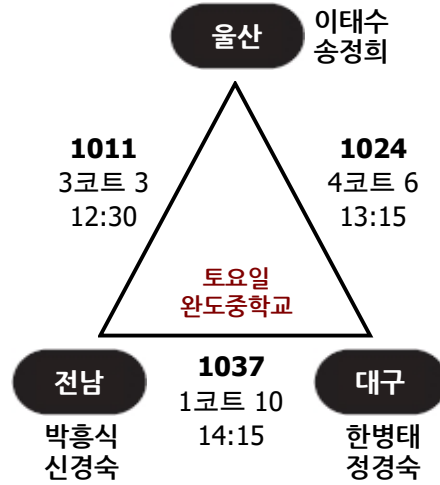 울산
이태수
송정희
1011
3코트 3
12:30
1024
4코트 6
13:15
토요일
완도중학교
전남
박흥식
신경숙
1037
1코트 10
14:15
대구
한병태
정경숙